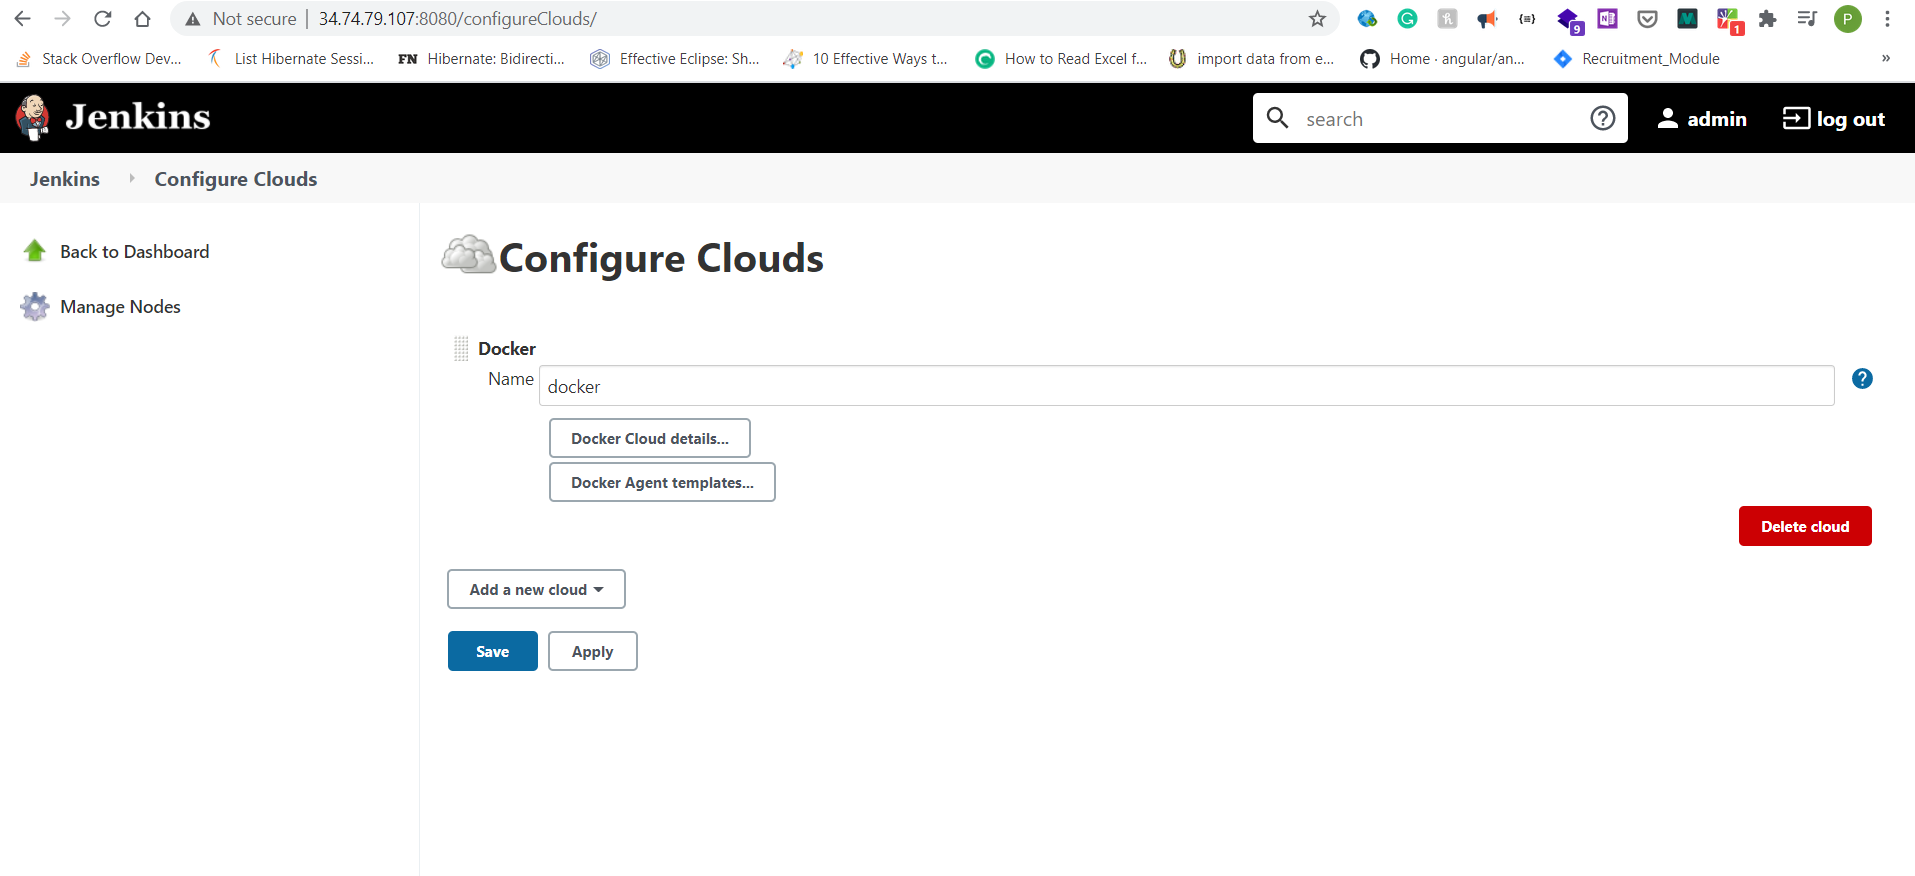 Not secure | 34.74.79.107:8080/configureClouds/
9
1
P
Stack Overflow Dev...
List Hibernate Sessi...
FN Hibernate: Bidirecti...
Effective Eclipse: Sh...
10 Effective Ways t...
How to Read Excel f...
import data from e...
Home · angular/an...
Recruitment_Module
»
Jenkins
search
admin
log out
Jenkins
Configure Clouds
Back to Dashboard
Manage Nodes
Configure Clouds
Docker
Name
docker
Docker Cloud details...
Docker Agent templates...
Delete cloud
Add a new cloud
Save
Apply